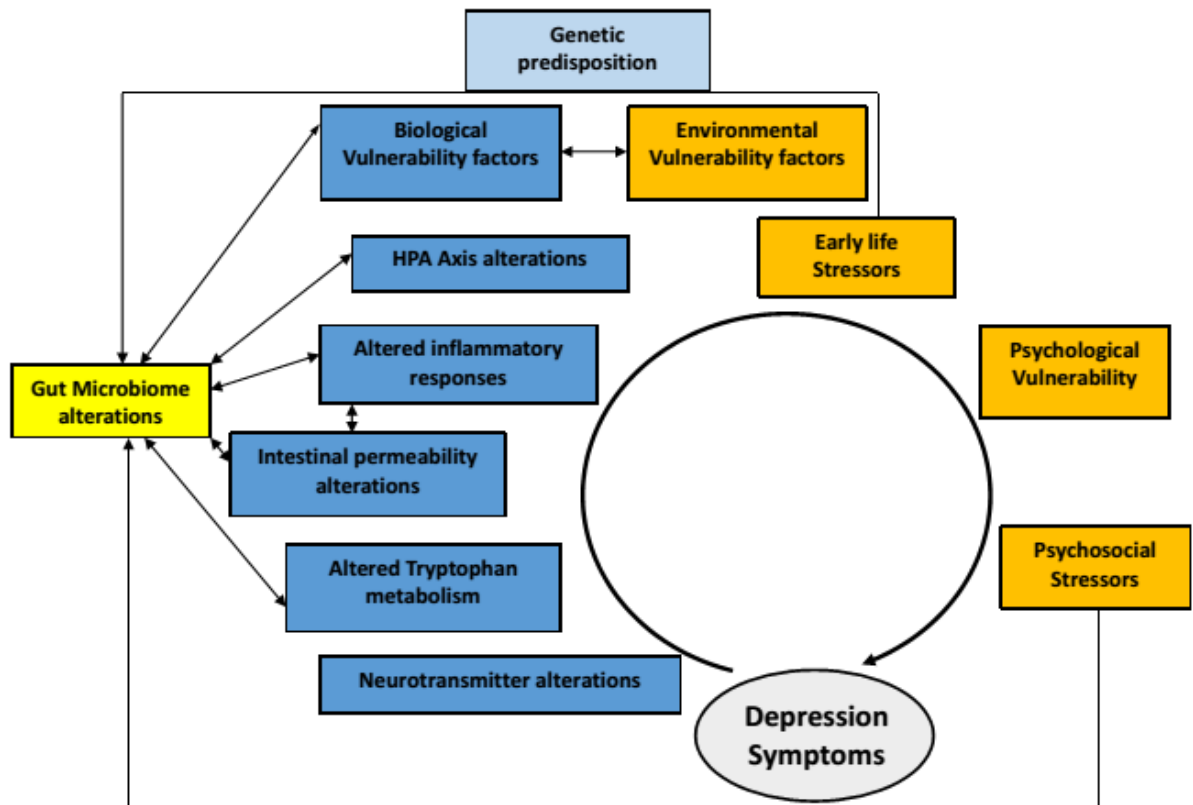 Genetic
predisposition
Biological
Vulnerability factors
Environmental
Vulnerability factors
Early life
Stressors
HPA Axis alterations
Altered inflammatory
responses
Psychological
Vulnerability
Gut Microbiome
alterations
Intestinal permeability
alterations
Psychosocial
Stressors
Altered Tryptophan
metabolism
Neurotransmitter alterations
Depression
Symptoms